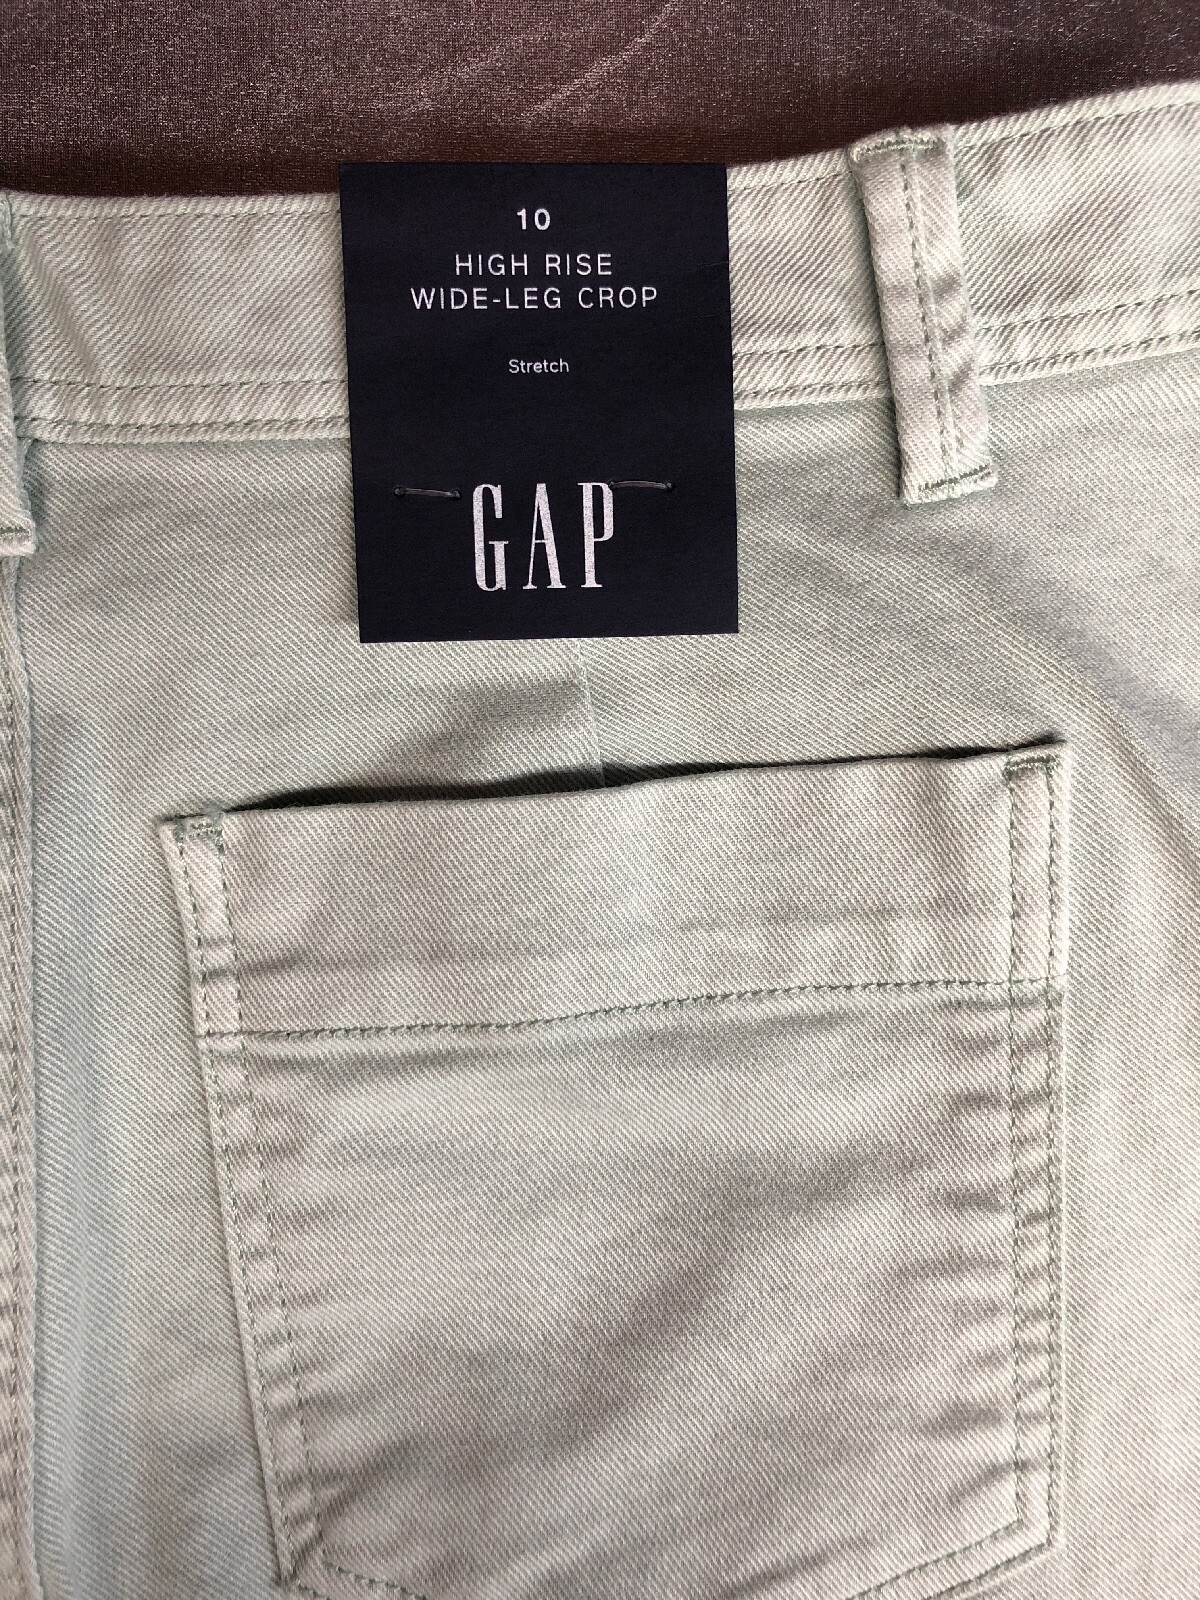 10
HIGH RISE
WIDE-LEG CROP
Stretch
GAP